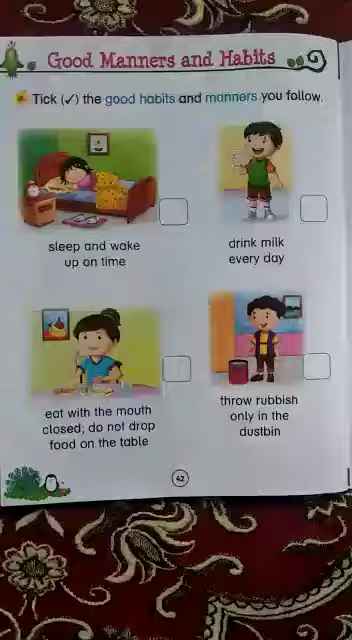 Good Manners and Habits
Tick (✓) the good habits and manners you follow.
sleep and wake
up on time
drink milk
every day
eat with the mouth
closed; do not drop
food on the table
throw rubbish
only in the
dustbin
42